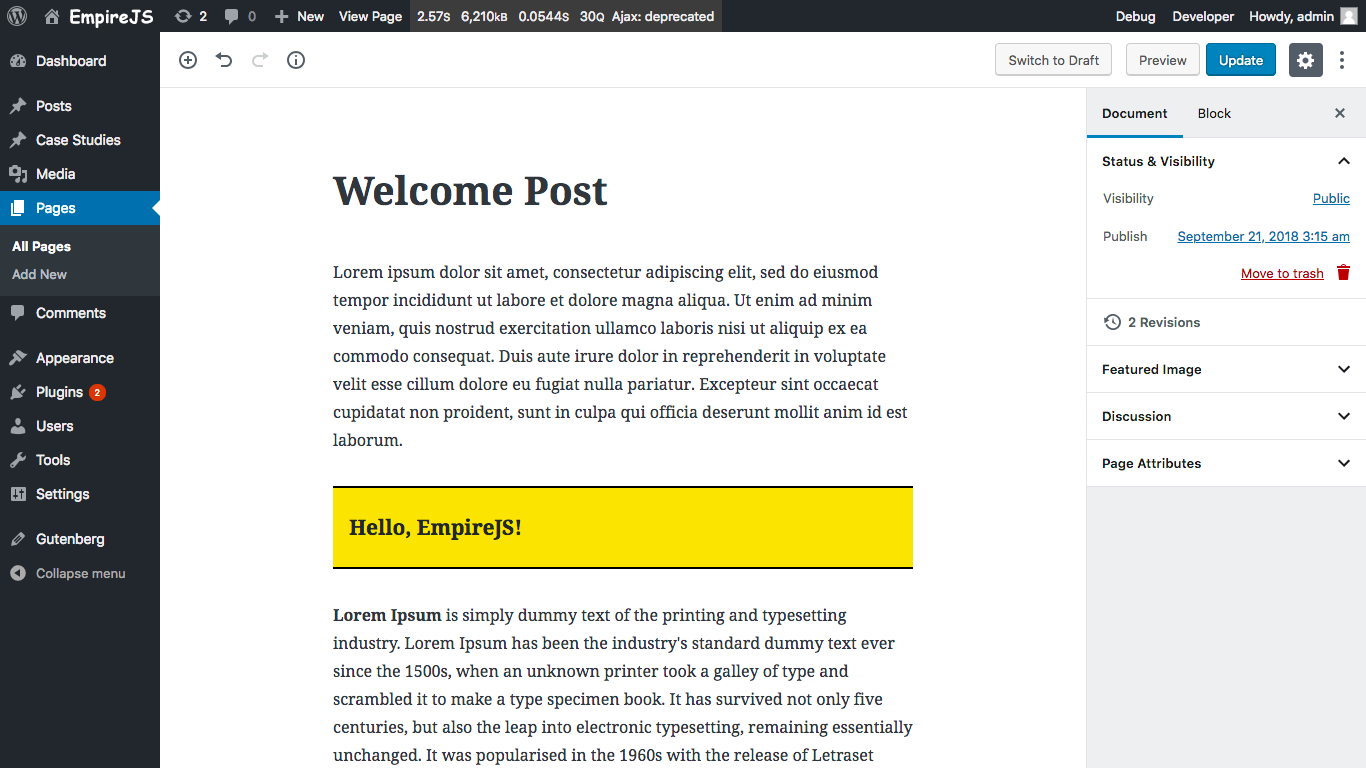 EmpireJS 2 0 New View Page 2.57S 6,210KB 0.0544S 30Q Ajax: deprecated Debug Developer Howdy, admin
Dashboard
Posts
Case Studies
Media
Pages
All Pages
Add New
Comments
Appearance
Plugins 2
Users
Tools
Settings
Gutenberg
Collapse menu
Switch to Draft Preview Update
Welcome Post
Lorem ipsum dolor sit amet, consectetur adipiscing elit, sed do eiusmod
tempor incididunt ut labore et dolore magna aliqua. Ut enim ad minim
veniam, quis nostrud exercitation ullamco laboris nisi ut aliquip ex ea
commodo consequat. Duis aute irure dolor in reprehenderit in voluptate
velit esse cillum dolore eu fugiat nulla pariatur. Excepteur sint occaecat
cupidatat non proident, sunt in culpa qui officia deserunt mollit anim id est
laborum.
Hello, EmpireJS!
Lorem Ipsum is simply dummy text of the printing and typesetting
industry. Lorem Ipsum has been the industry's standard dummy text ever
since the 1500s, when an unknown printer took a galley of type and
scrambled it to make a type specimen book. It has survived not only five
centuries, but also the leap into electronic typesetting, remaining essentially
unchanged. It was popularised in the 1960s with the release of Letraset
Document Block
Status & Visibility
Visibility Public
Publish September 21, 2018 3:15 am
Move to trash
2 Revisions
Featured Image
Discussion
Page Attributes